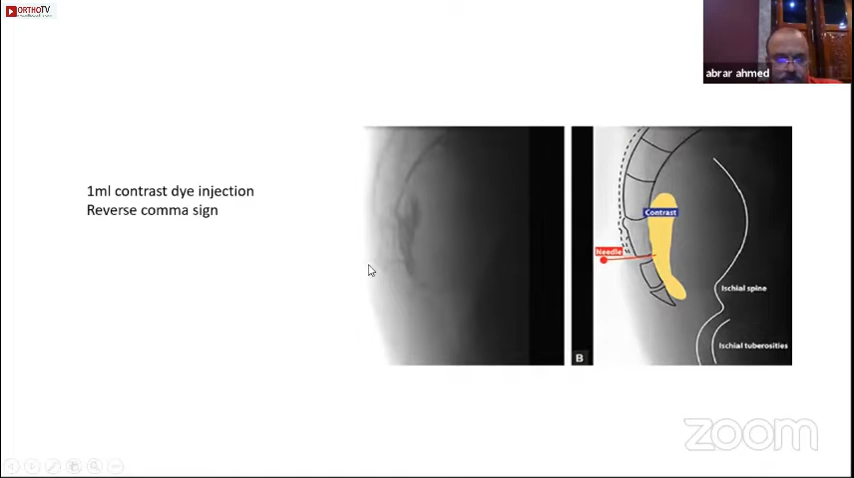 ORTHOTV
abrar ahmed
1ml contrast dye injection
Reverse comma sign
Contrast
Needle
Ischial spine
Ischial tuberosities
B
zoom